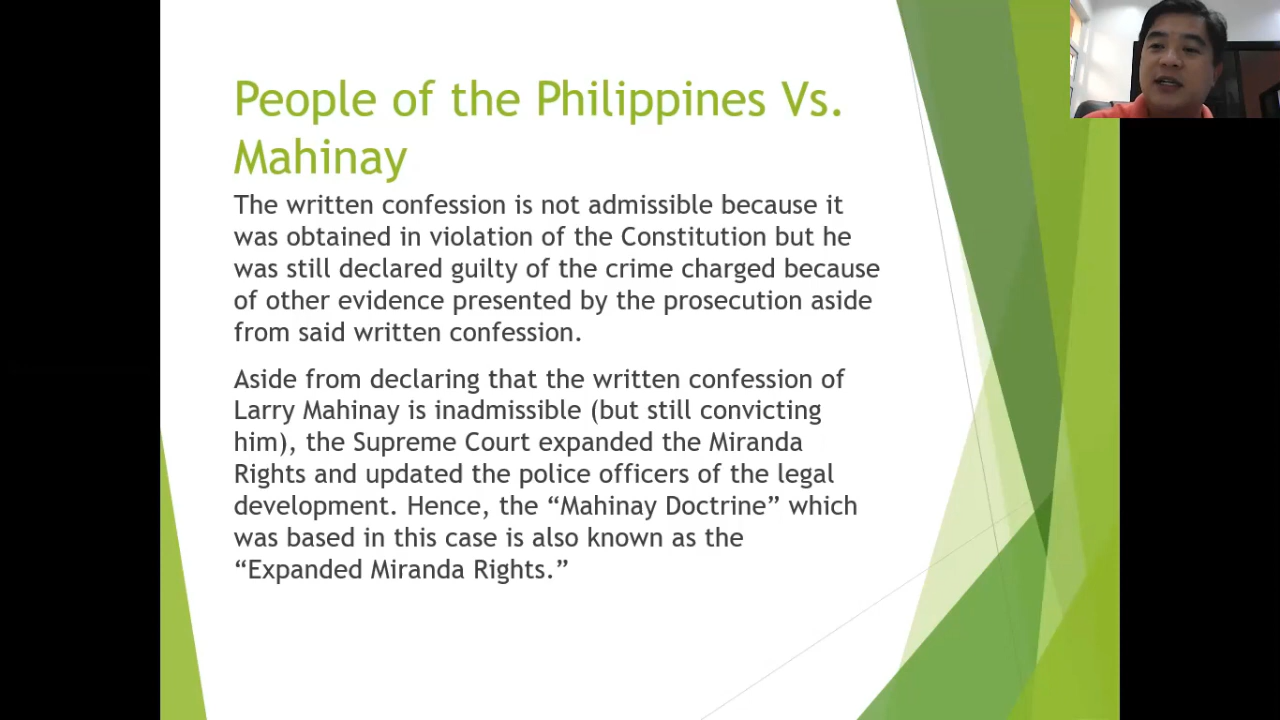 People of the Philippines Vs.
Mahinay
The written confession is not admissible because it
was obtained in violation of the Constitution but he
was still declared guilty of the crime charged because
of other evidence presented by the prosecution aside
from said written confession.
Aside from declaring that the written confession of
Larry Mahinay is inadmissible (but still convicting
him), the Supreme Court expanded the Miranda
Rights and updated the police officers of the legal
development. Hence, the “Mahinay Doctrine” which
was based in this case is also known as the
“Expanded Miranda Rights.”